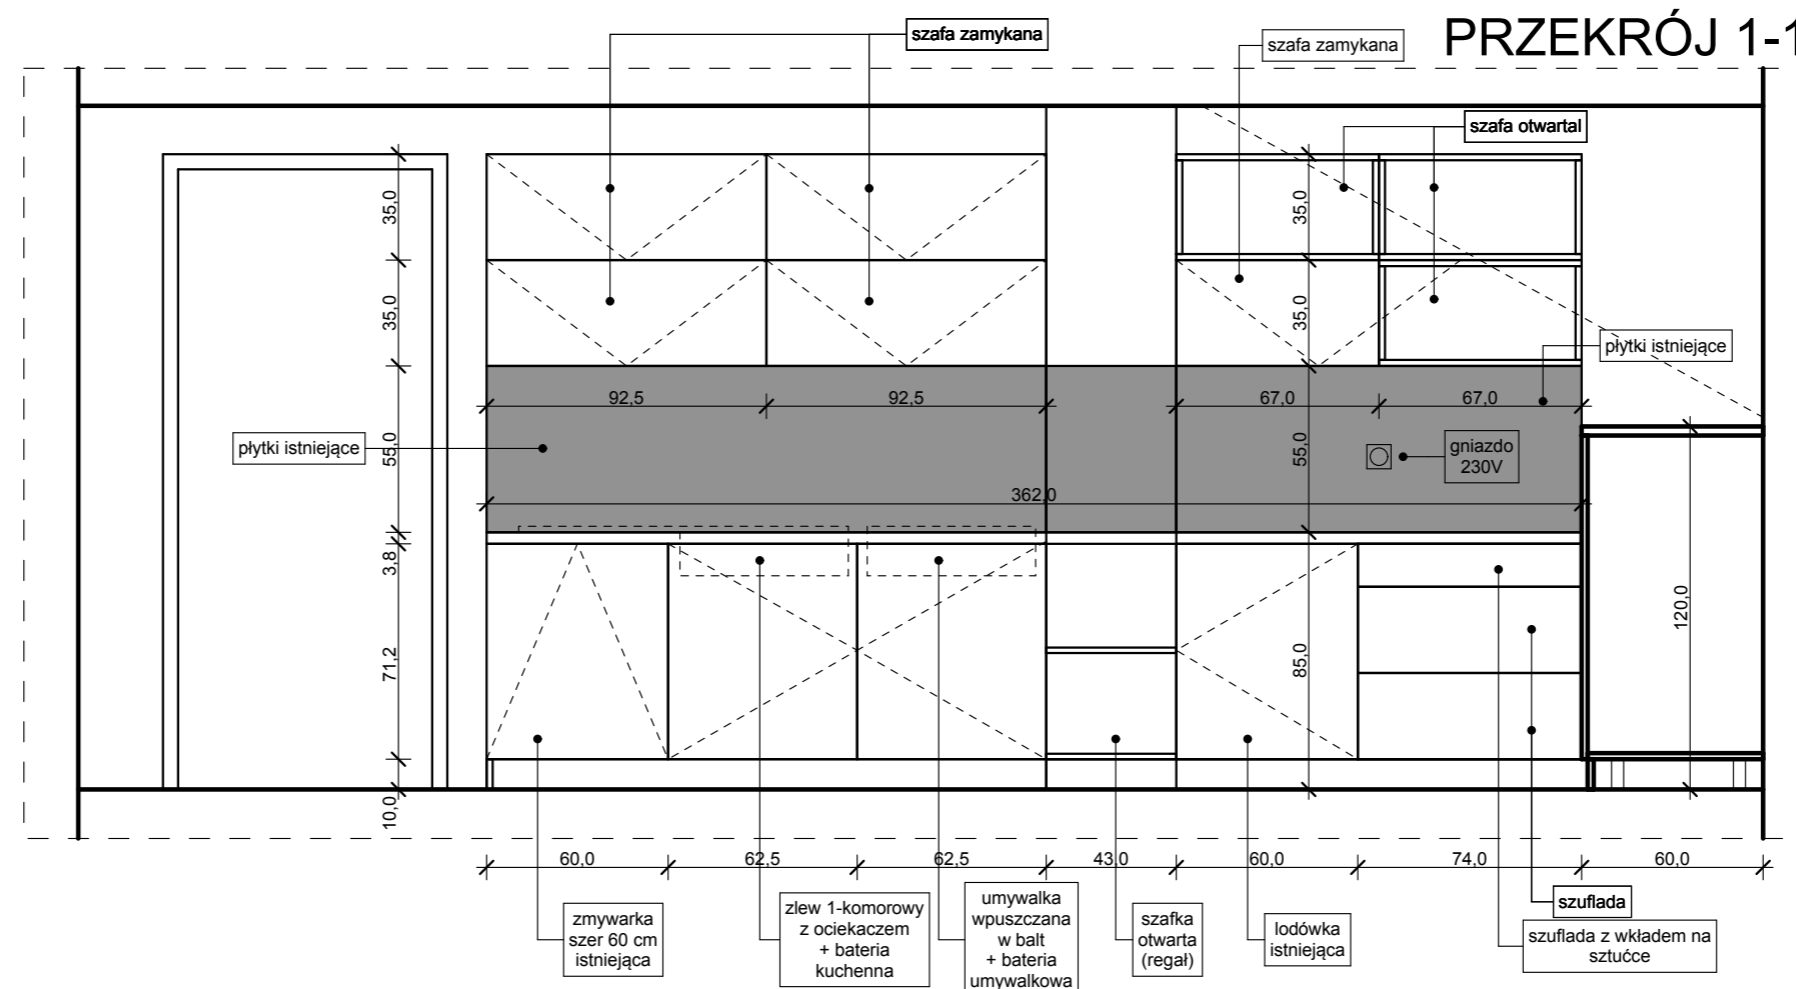 PRZEKRÓJ 1-1
szafa zamykana
szafa zamykana
szafa otwartal
płytki istniejące
płytki istniejące
gniazdo
230V
35,0
35,0
55,0
3,8
71,2
10,0
35,0
35,0
55,0
85,0
120,0
92,5
92,5
67,0
67,0
362,0
60,0
62,5
62,5
43,0
60,0
74,0
60,0
zmywarka
szer 60 cm
istniejąca
zlew 1-komorowy
z ociekaczem
+ bateria
kuchenna
umywalka
wpuszczana
w balt
+ bateria
umywalkowa
szafka
otwarta
(regał)
lodówka
istniejąca
szuflada
szuflada z wkładem na
sztućce